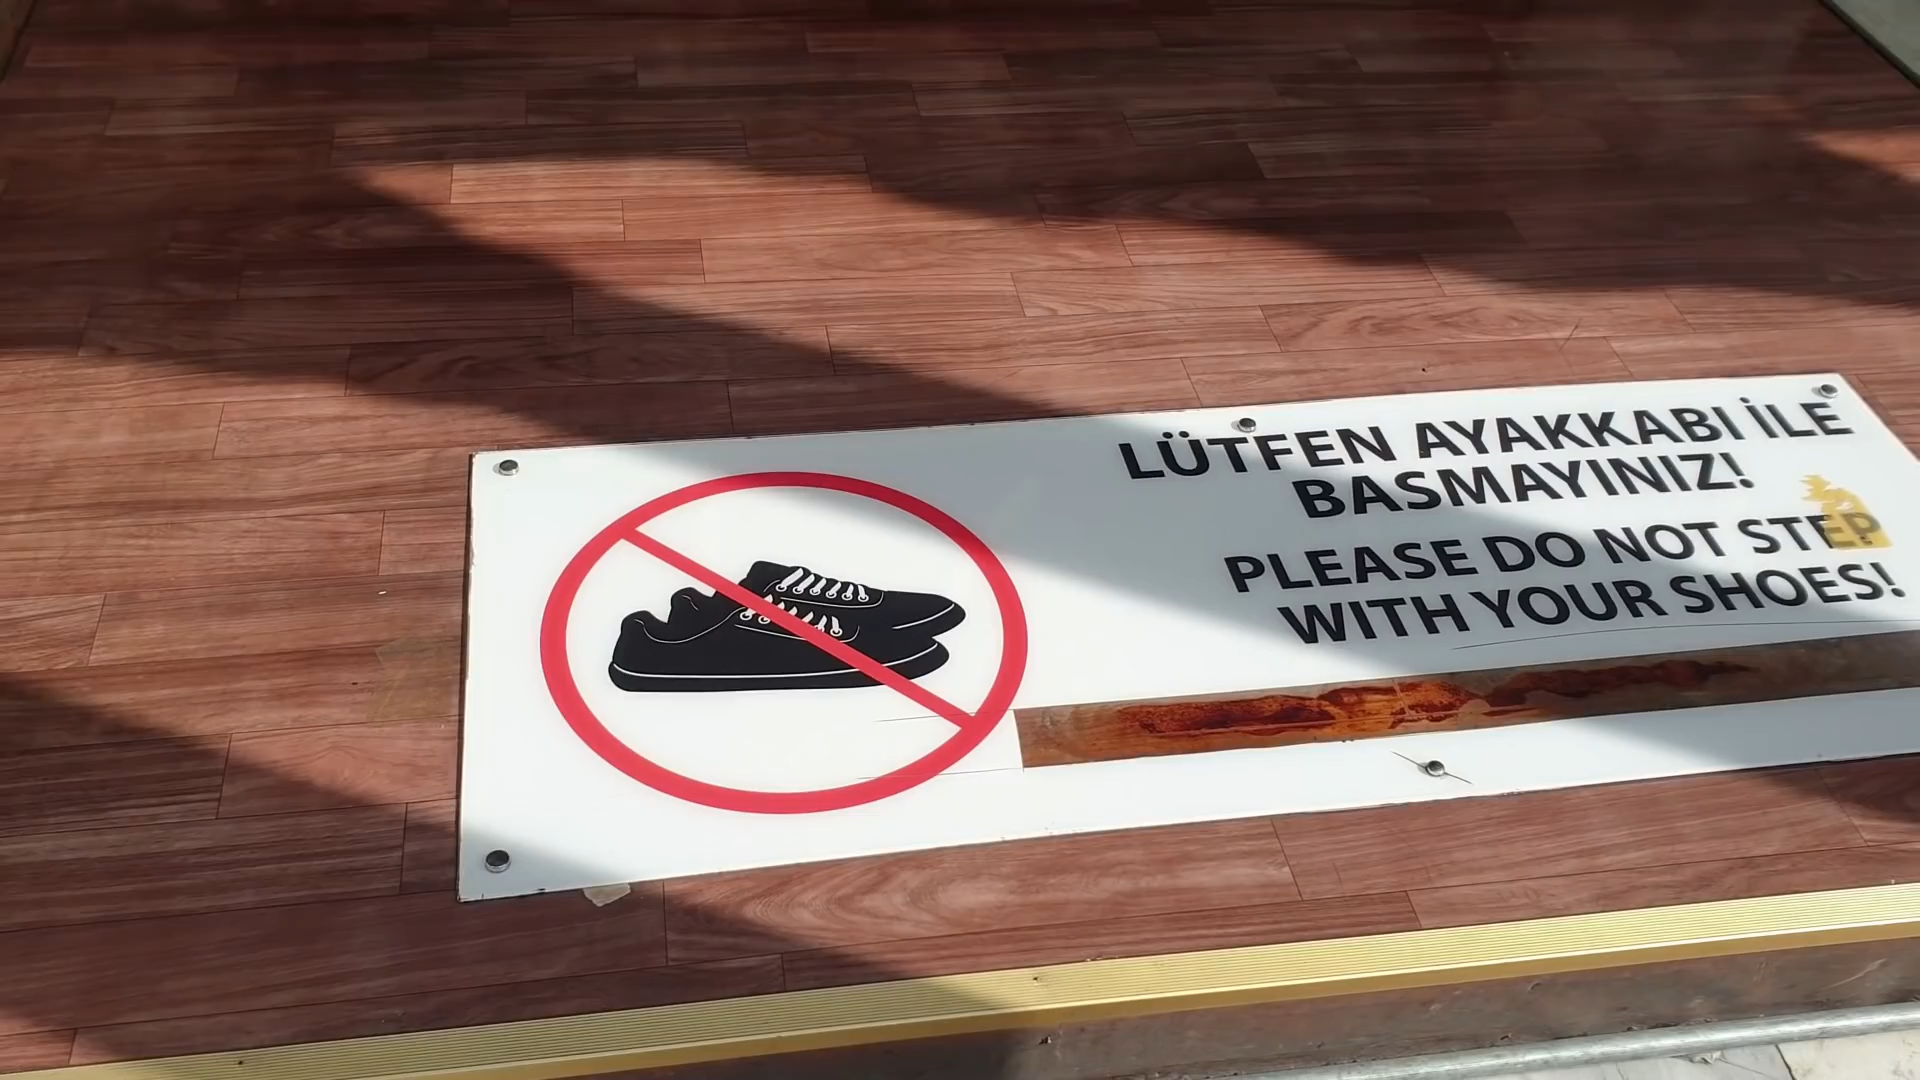 LÜTFEN AYAKKABI İLE
BASMAYINIZ!
PLEASE DO NOT STEP
WITH YOUR SHOES!